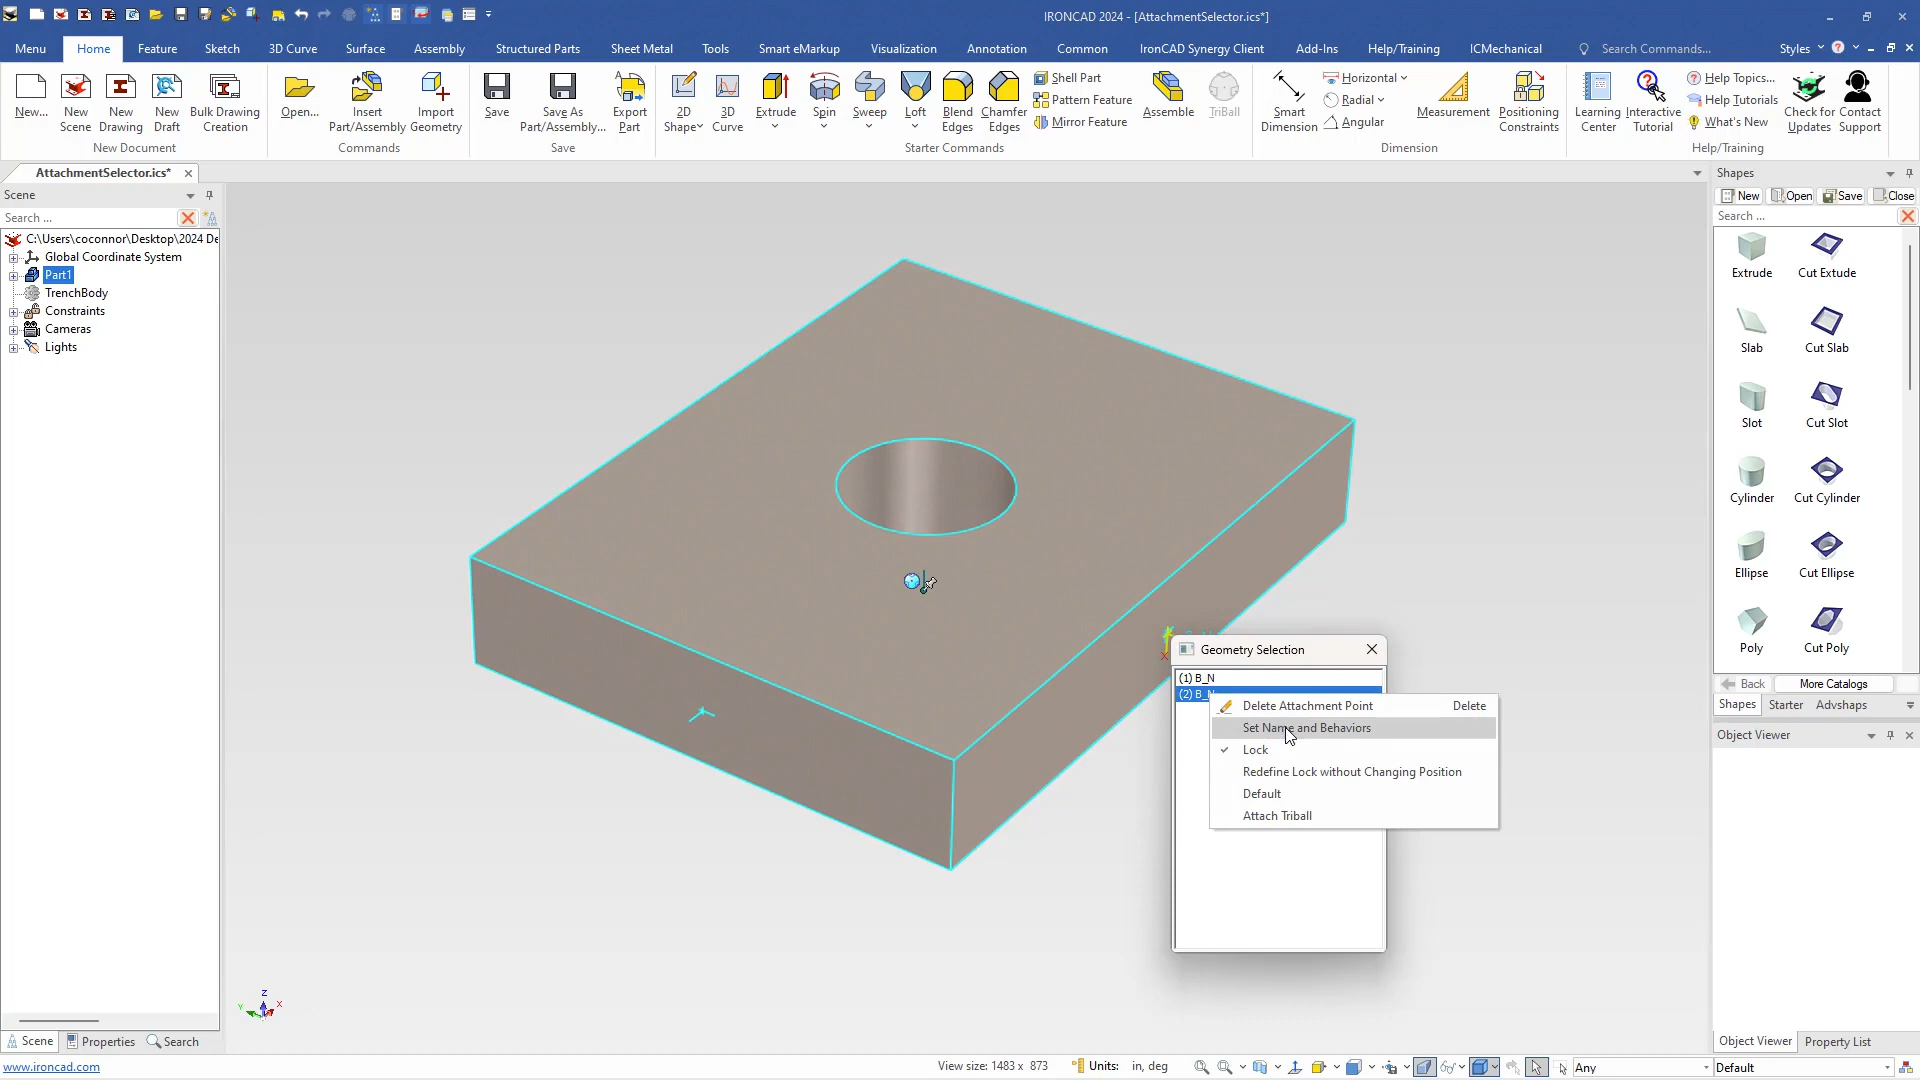 IRONCAD 2024 - [AttachmentSelector.ics*]
Menu Home Feature Sketch 3D Curve Surface Assembly Structured Parts Sheet Metal Tools Smart eMarkup Visualization Annotation Common IronCAD Synergy Client Add-Ins Help/Training ICMechanical Search Commands... Styles
New... New Scene New Drawing New Draft Bulk Drawing Creation
New Document
Open... Insert Part/Assembly Import Geometry
Commands
Save Save As Part/Assembly... Export Part
Save
2D Shape 3D Curve Extrude Spin Sweep Loft Blend Edges Chamfer Edges
Shell Part
Pattern Feature
Mirror Feature
Assembly TriBall
Starter Commands
Smart Dimension
Horizontal
Radial
Angular
Measurement Positioning Constraints
Dimension
Learning Center Interactive Tutorial
Help Topics...
Help Tutorials
What's New
Check for Updates Contact Support
Help/Training
AttachmentSelector.ics*
Scene
Search ...
C:\Users\coconnor\Desktop\2024 De
Global Coordinate System
Part1
TrenchBody
Constraints
Cameras
Lights
Scene Properties Search
Z
Y X
X
Geometry Selection
(1) B_N
(2) B_N
Delete Attachment Point Delete
Set Name and Behaviors
Lock
Redefine Lock without Changing Position
Default
Attach Triball
Shapes
New Open Save Close
Search ...
Extrude Cut Extude
Slab Cut Slab
Slot Cut Slot
Cylinder Cut Cylinder
Ellipse Cut Ellipse
Poly Cut Poly
Back More Catalogs
Shapes Starter Advshaps
Object Viewer
Object Viewer Property List
www.ironcad.com
View size: 1483 x 873 Units: in, deg Any Default